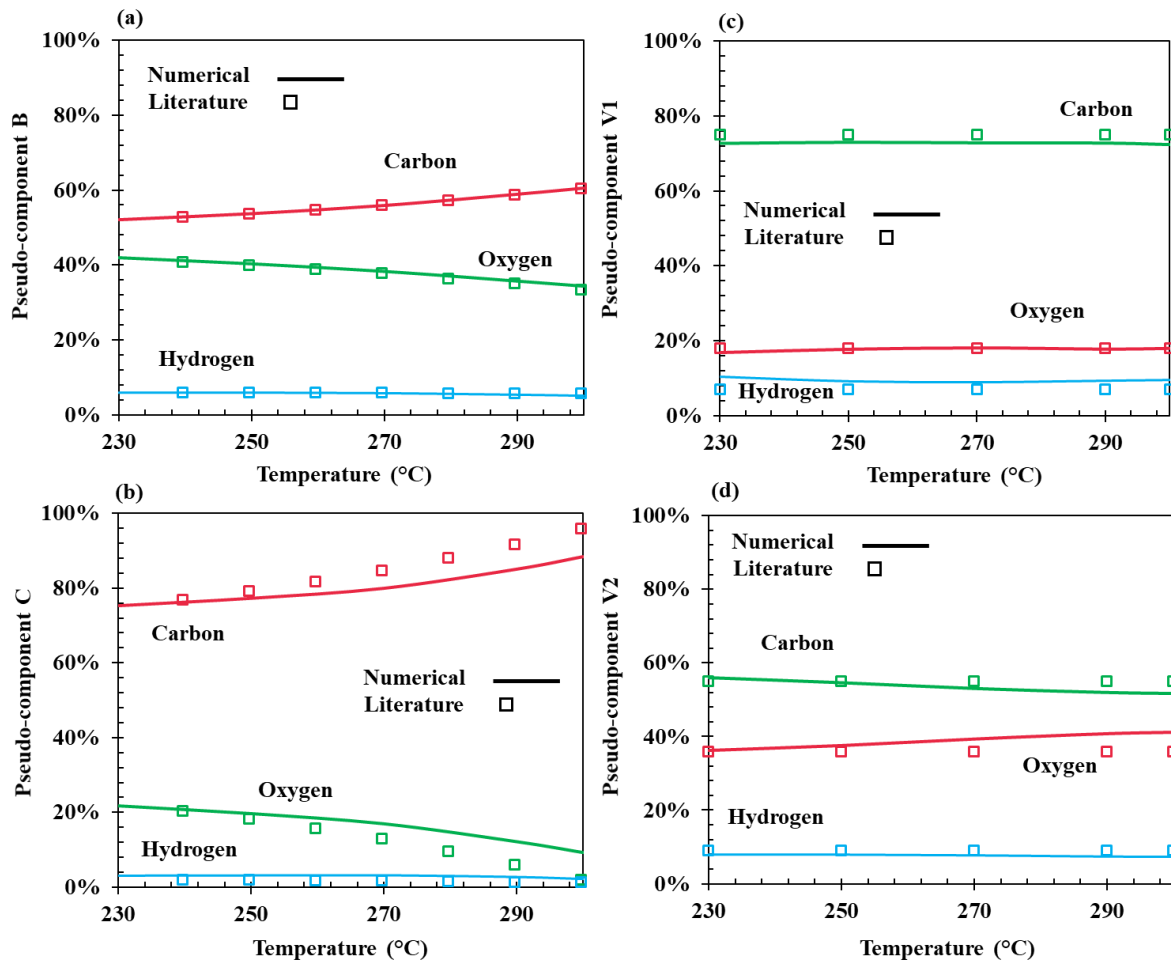 (a)
Pseudo-component B
100%
80%
60%
40%
20%
0%
Numerical
Literature
Carbon
Oxygen
Hydrogen
230 250 270 290
Temperature (°C)
(c)
Pseudo-component V1
100%
80%
60%
40%
20%
0%
Carbon
Numerical
Literature
Oxygen
Hydrogen
230 250 270 290
Temperature (°C)
(b)
Pseudo-component C
100%
80%
60%
40%
20%
0%
Carbon
Numerical
Literature
Oxygen
Hydrogen
230 250 270 290
Temperature (°C)
(d)
Pseudo-component V2
100%
80%
60%
40%
20%
0%
Numerical
Literature
Carbon
Oxygen
Hydrogen
230 250 270 290
Temperature (°C)